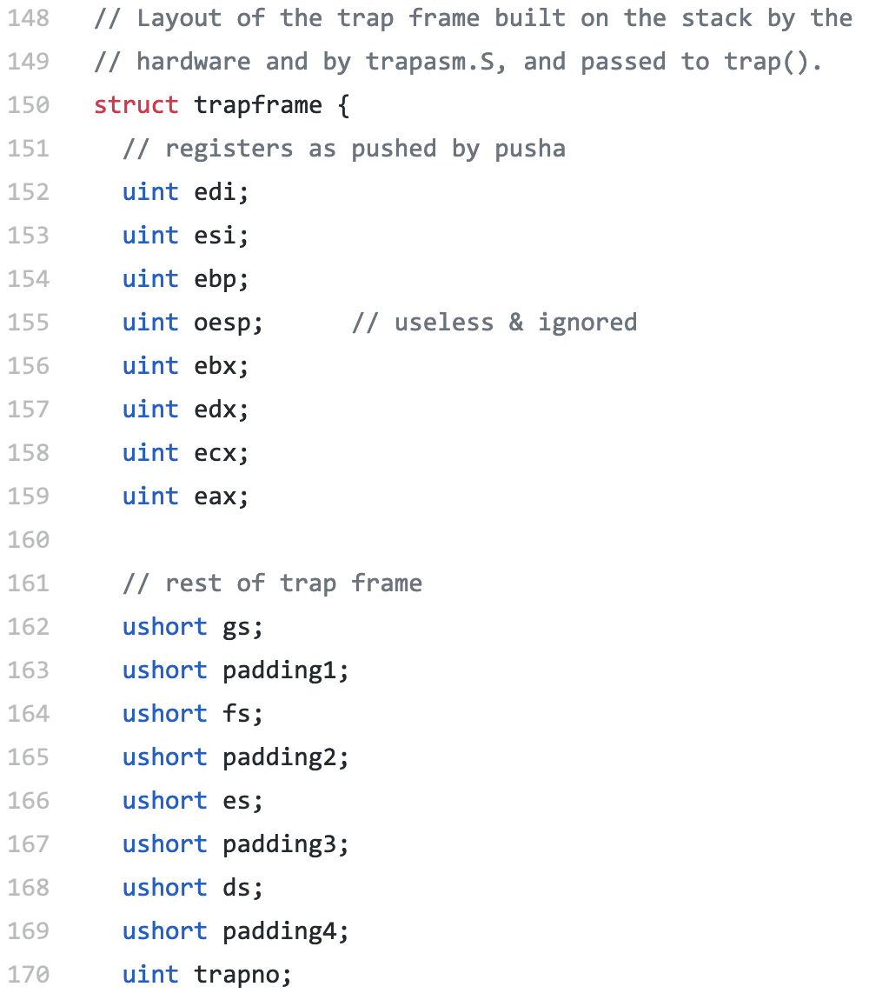 148 // Layout of the trap frame built on the stack by the
149 // hardware and by trapasm.S, and passed to trap().
150 struct trapframe {
151   // registers as pushed by pusha
152   uint edi;
153   uint esi;
154   uint ebp;
155   uint oesp;      // useless & ignored
156   uint ebx;
157   uint edx;
158   uint ecx;
159   uint eax;
160
161   // rest of trap frame
162   ushort gs;
163   ushort padding1;
164   ushort fs;
165   ushort padding2;
166   ushort es;
167   ushort padding3;
168   ushort ds;
169   ushort padding4;
170   uint trapno;